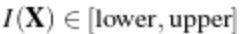 I(X) ∈ [lower, upper]